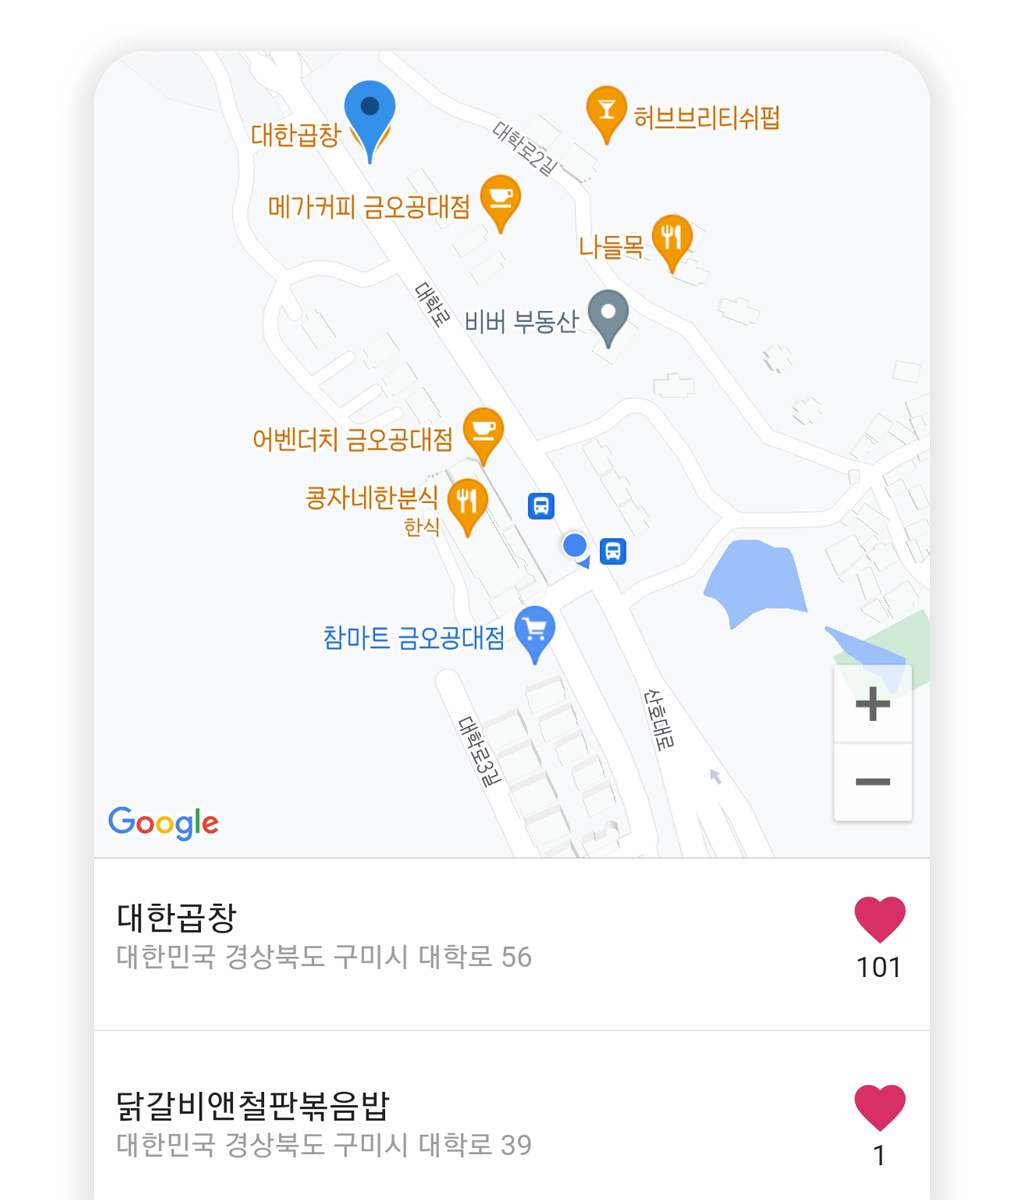 허브브리티쉬펍
대한곱창
대학로2길
메가커피 금오공대점
나들목
대학로
비버 부동산
어벤더치 금오공대점
콩자네한분식
한식
참마트 금오공대점
산호대로
대학로3길
+
−
Google
대한곱창
대한민국 경상북도 구미시 대학로 56
101
닭갈비앤철판볶음밥
대한민국 경상북도 구미시 대학로 39
1